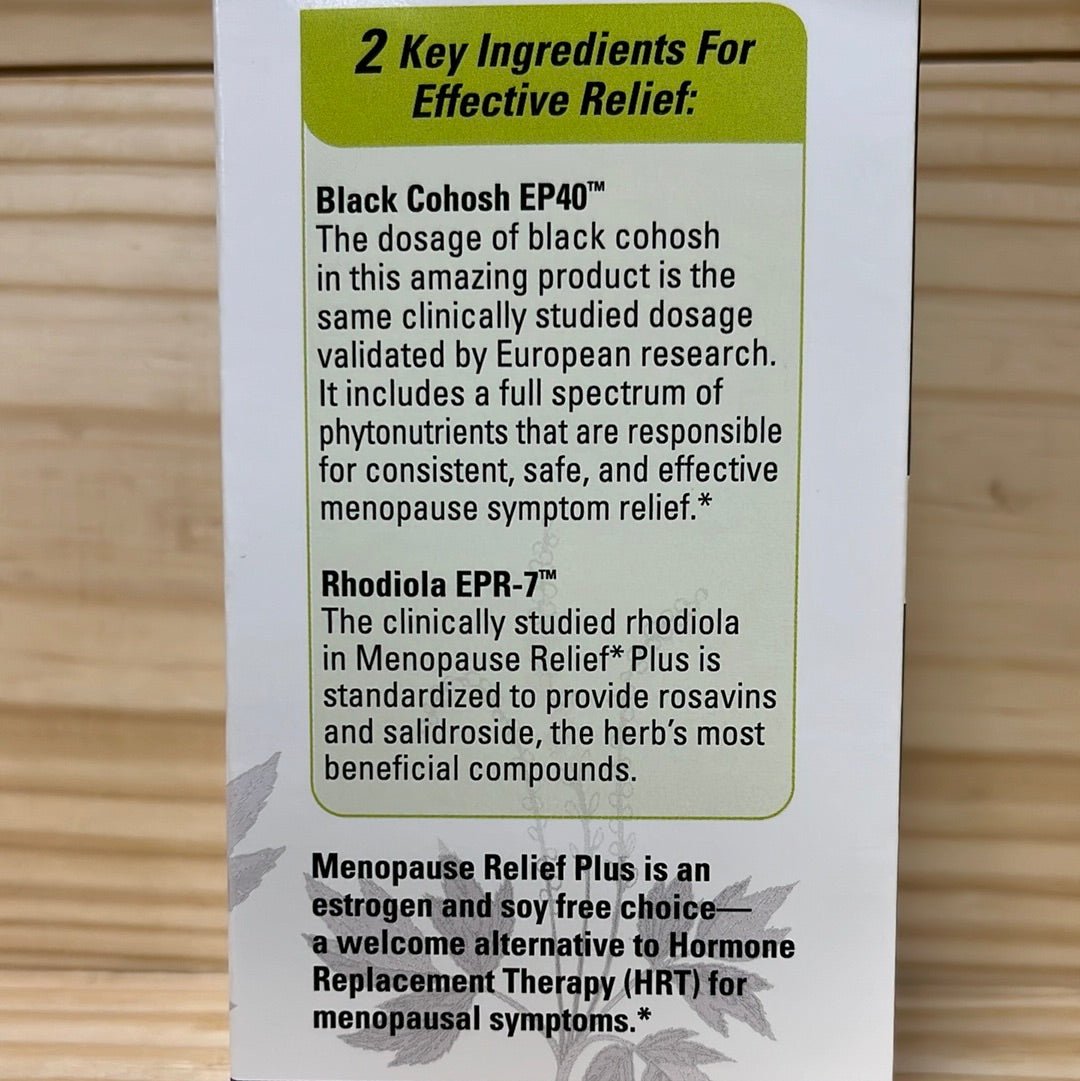 2 Key Ingredients For
Effective Relief:
Black Cohosh EP40™
The dosage of black cohosh
in this amazing product is the
same clinically studied dosage
validated by European research.
It includes a full spectrum of
phytonutrients that are responsible
for consistent, safe, and effective
menopause symptom relief.*
Rhodiola EPR-7™
The clinically studied rhodiola
in Menopause Relief* Plus is
standardized to provide rosavins
and salidroside, the herb’s most
beneficial compounds.
Menopause Relief Plus is an
estrogen and soy free choice—
a welcome alternative to Hormone
Replacement Therapy (HRT) for
menopausal symptoms.*